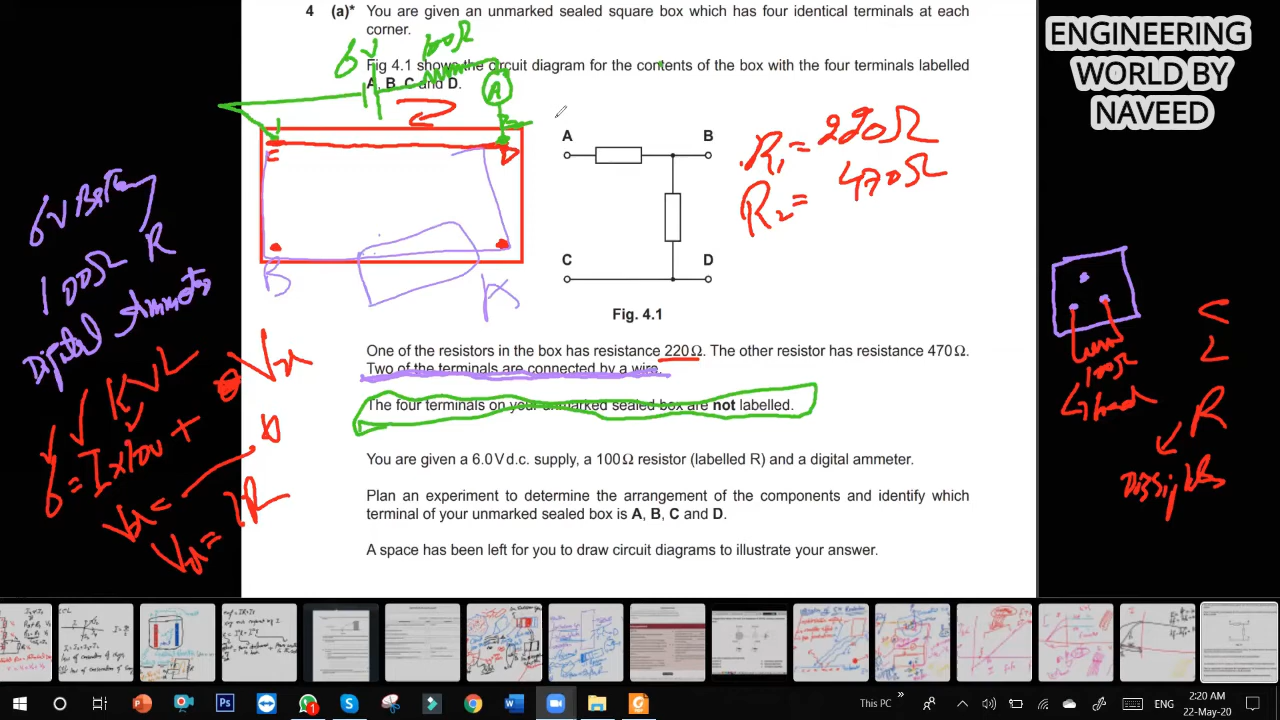 4 (a)* You are given an unmarked sealed square box which has four identical terminals at each
corner.
Fig 4.1 shows the circuit diagram for the contents of the box with the four terminals labelled
A, B, C and D.
ENGINEERING
WORLD BY
NAVEED
6V
100Ω
A
C
D
B
A
A
B
C
D
Fig. 4.1
R1 = 220Ω
R2 = 470Ω
6V Battery
100Ω R
Digital Ammeter
KVL
6 = I x 100 + Vx
Vx =
Vx = IR
100Ω
C
L
R
One of the resistors in the box has resistance 220Ω. The other resistor has resistance 470Ω.
Two of the terminals are connected by a wire.
The four terminals on your unmarked sealed box are not labelled.
You are given a 6.0V d.c. supply, a 100Ω resistor (labelled R) and a digital ammeter.
Plan an experiment to determine the arrangement of the components and identify which
terminal of your unmarked sealed box is A, B, C and D.
A space has been left for you to draw circuit diagrams to illustrate your answer.
This PC
ENG
2:20 AM
22-May-20